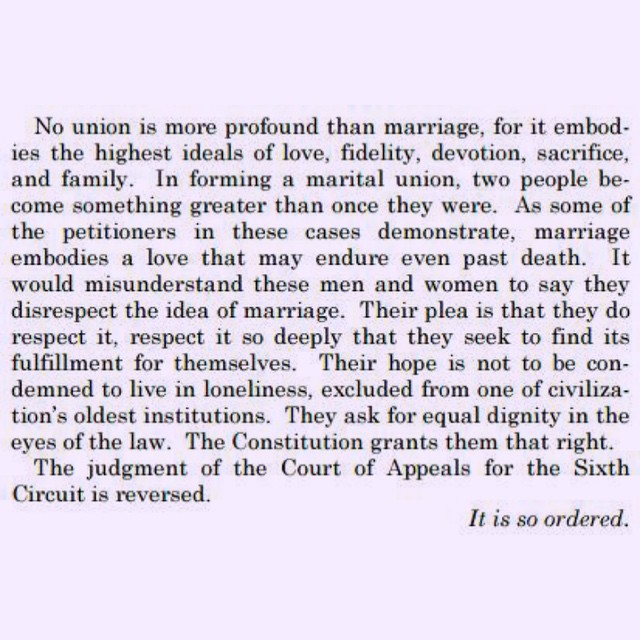 No union is more profound than marriage, for it embod-
ies the highest ideals of love, fidelity, devotion, sacrifice,
and family. In forming a marital union, two people be-
come something greater than once they were. As some of
the petitioners in these cases demonstrate, marriage
embodies a love that may endure even past death. It
would misunderstand these men and women to say they
disrespect the idea of marriage. Their plea is that they do
respect it, respect it so deeply that they seek to find its
fulfillment for themselves. Their hope is not to be con-
demned to live in loneliness, excluded from one of civiliza-
tion's oldest institutions. They ask for equal dignity in the
eyes of the law. The Constitution grants them that right.
The judgment of the Court of Appeals for the Sixth
Circuit is reversed.
It is so ordered.